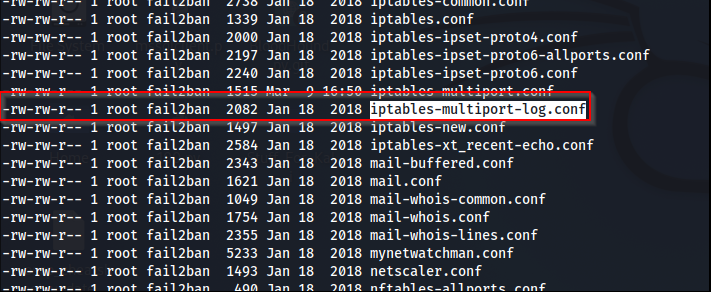 -rw-rw-r-- 1 root fail2ban 2738 Jan 18 2018 iptables-common.conf
-rw-rw-r-- 1 root fail2ban 1339 Jan 18 2018 iptables.conf
-rw-rw-r-- 1 root fail2ban 2000 Jan 18 2018 iptables-ipset-proto4.conf
-rw-rw-r-- 1 root fail2ban 2197 Jan 18 2018 iptables-ipset-proto6-allports.conf
-rw-rw-r-- 1 root fail2ban 2240 Jan 18 2018 iptables-ipset-proto6.conf
-rw-rw-r-- 1 root fail2ban 1515 Mar 9 16:50 iptables-multiport.conf
-rw-rw-r-- 1 root fail2ban 2082 Jan 18 2018 iptables-multiport-log.conf
-rw-rw-r-- 1 root fail2ban 1497 Jan 18 2018 iptables-new.conf
-rw-rw-r-- 1 root fail2ban 2584 Jan 18 2018 iptables-xt_recent-echo.conf
-rw-rw-r-- 1 root fail2ban 2343 Jan 18 2018 mail-buffered.conf
-rw-rw-r-- 1 root fail2ban 1621 Jan 18 2018 mail.conf
-rw-rw-r-- 1 root fail2ban 1049 Jan 18 2018 mail-whois-common.conf
-rw-rw-r-- 1 root fail2ban 1754 Jan 18 2018 mail-whois.conf
-rw-rw-r-- 1 root fail2ban 2355 Jan 18 2018 mail-whois-lines.conf
-rw-rw-r-- 1 root fail2ban 5233 Jan 18 2018 mynetwatchman.conf
-rw-rw-r-- 1 root fail2ban 1493 Jan 18 2018 netscaler.conf
-rw-rw-r-- 1 root fail2ban 490 Jan 18 2018 nftables-allports.conf